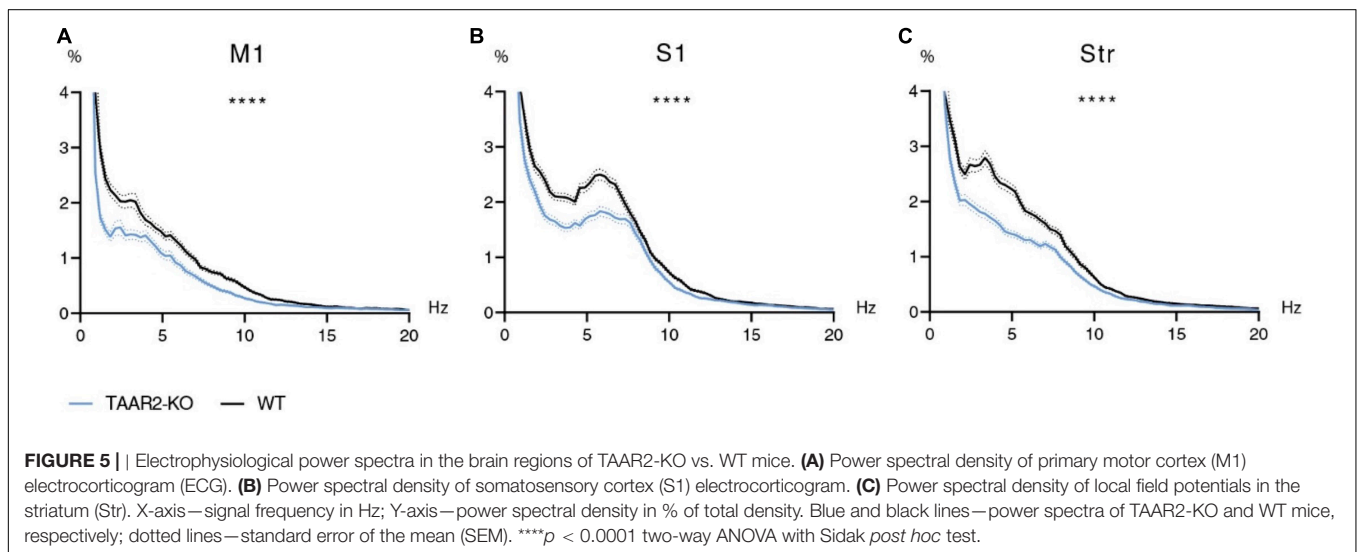 A
%
M1
****
4
3
2
1
0
0 5 10 15 20
Hz
B
%
S1
****
4
3
2
1
0
0 5 10 15 20
Hz
C
%
Str
****
4
3
2
1
0
0 5 10 15 20
Hz
TAAR2-KO WT
FIGURE 5 | | Electrophysiological power spectra in the brain regions of TAAR2-KO vs. WT mice. (A) Power spectral density of primary motor cortex (M1)
electrocorticogram (ECG). (B) Power spectral density of somatosensory cortex (S1) electrocorticogram. (C) Power spectral density of local field potentials in the
striatum (Str). X-axis—signal frequency in Hz; Y-axis—power spectral density in % of total density. Blue and black lines—power spectra of TAAR2-KO and WT mice,
respectively; dotted lines—standard error of the mean (SEM). ****p < 0.0001 two-way ANOVA with Sidak post hoc test.